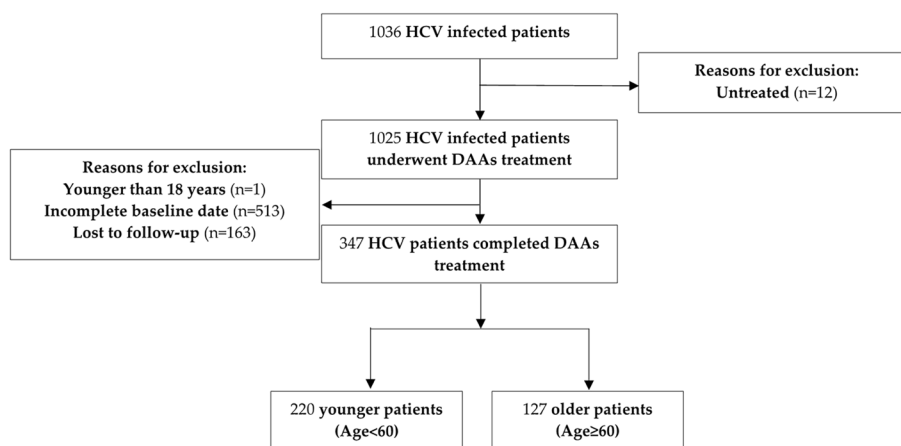 1036 HCV infected patients
Reasons for exclusion:
Untreated (n=12)
1025 HCV infected patients
underwent DAAs treatment
Reasons for exclusion:
Younger than 18 years (n=1)
Incomplete baseline date (n=513)
Lost to follow-up (n=163)
347 HCV patients completed DAAs
treatment
220 younger patients
(Age<60)
127 older patients
(Age≥60)